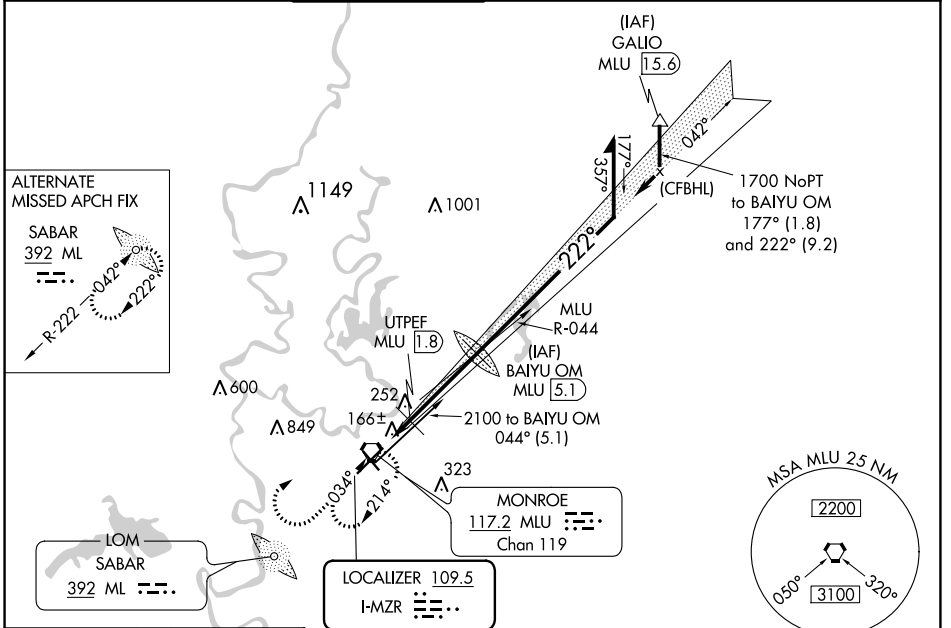 (IAF)
GALIO
MLU 15.6
042°
177°
357°
(CFBHL)
1700 NoPT
to BAIYU OM
177° (1.8)
and 222° (9.2)
222°
ALTERNATE
MISSED APCH FIX
SABAR
392 ML
042°
222°
R-222
1149
1001
MLU
R-044
UTPEF
MLU 1.8
(IAF)
BAIYU OM
MLU 5.1
600
252
849
166±
2100 to BAIYU OM
044° (5.1)
323
034°
214°
MONROE
117.2 MLU
Chan 119
LOM
SABAR
392 ML
LOCALIZER 109.5
I-MZR
MSA MLU 25 NM
2200
050°
320°
3100